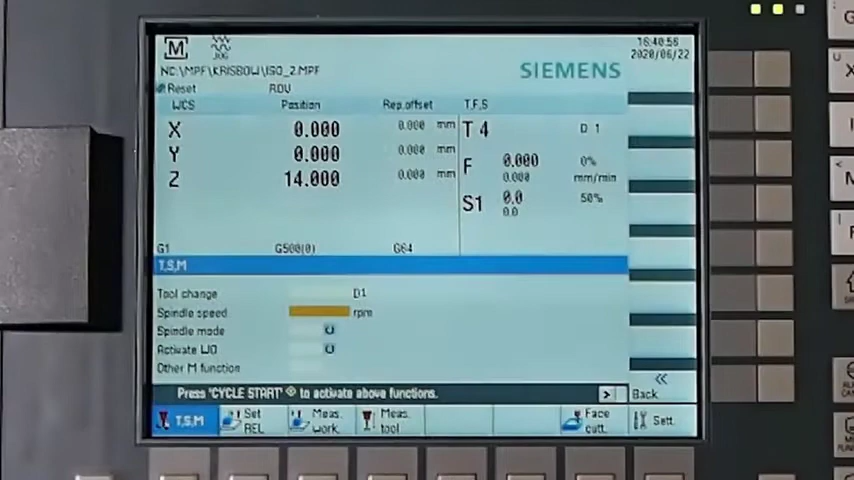 M
JOG
16:40:56
2020/06/22
NC:\MPF\KRISBOW\ISO_2.MPF
SIEMENS
Reset ROV
WCS Position Rep.offset T,F,S
X 0.000 0.000 mm T 4 D 1
Y 0.000 0.000 mm
Z 14.000 0.000 mm
F 0.000 0%
0.000 mm/min
S1 0.0 50%
0.0
G1 G500(0) G64
T,S,M
Tool change D1
Spindle speed rpm
Spindle mode
Activate WO
Other M function
Press 'CYCLE START' to activate above functions.
<< Back
T,S,M Set REL Meas. work. Meas. tool Face cutt. Sett.